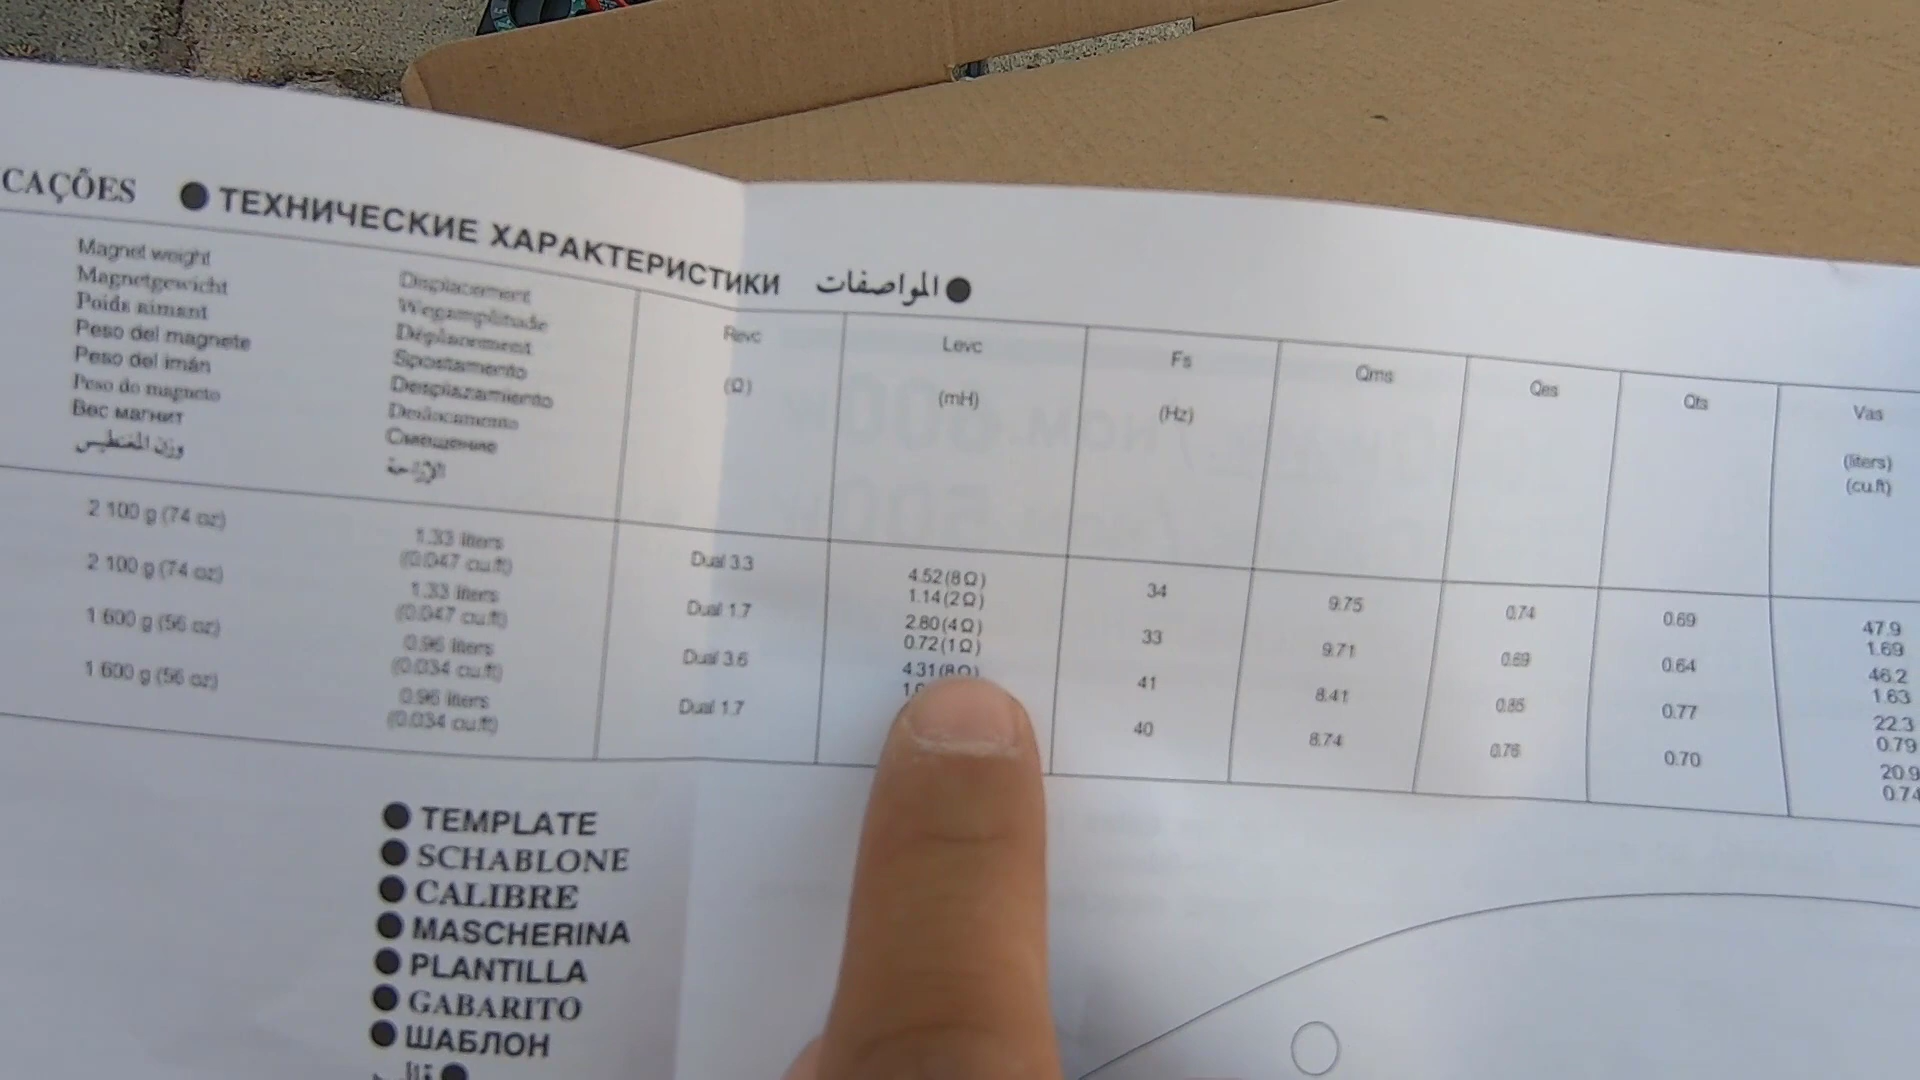 CAÇÕES ● ТЕХНИЧЕСКИЕ ХАРАКТЕРИСТИКИ المواصفات ●
Magnet weight
Magnetgewicht
Poids aimant
Peso del magnete
Peso del imán
Peso do magneto
Вес магнит
وزن المغنطيس
Displacement
Wegamplitude
Déplacement
Spostamento
Desplazamiento
Deslocamento
Смещение
الإزاحة
Revc
(Ω)
Levc
(mH)
Fs
(Hz)
Qms
Qes
Qts
Vas
(liters)
(cu.ft)
2 100 g (74 oz)
1.33 liters
(0.047 cu.ft)
Dual 3.3
4.52(8Ω)
1.14(2Ω)
34
9.75
0.74
0.69
47.9
1.69
2 100 g (74 oz)
1.33 liters
(0.047 cu.ft)
Dual 1.7
2.80(4Ω)
0.72(1Ω)
33
9.71
0.69
0.64
46.2
1.63
1 600 g (56 oz)
0.96 liters
(0.034 cu.ft)
Dual 3.6
4.31(8Ω)
41
8.41
0.85
0.77
22.3
0.79
1 600 g (56 oz)
0.96 liters
(0.034 cu.ft)
Dual 1.7
40
8.74
0.76
0.70
20.9
0.74
● TEMPLATE
● SCHABLONE
● CALIBRE
● MASCHERINA
● PLANTILLA
● GABARITO
● ШАБЛОН